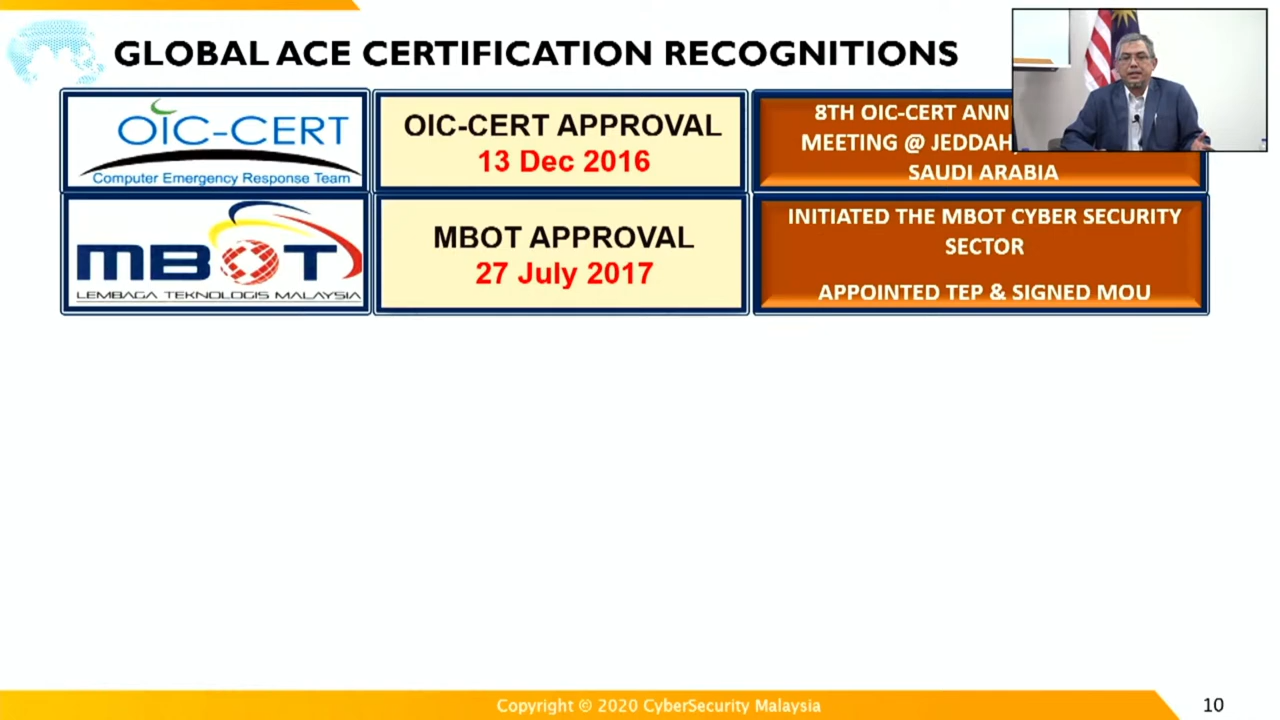 GLOBAL ACE CERTIFICATION RECOGNITIONS
OIC-CERT
Computer Emergency Response Team
OIC-CERT APPROVAL
13 Dec 2016
8TH OIC-CERT
MEETING @ JEDDAH,
SAUDI ARABIA
MBOT
LEMBAGA TEKNOLOGIS MALAYSIA
MBOT APPROVAL
27 July 2017
INITIATED THE MBOT CYBER SECURITY
SECTOR
APPOINTED TEP & SIGNED MOU
Copyright © 2020 CyberSecurity Malaysia
10